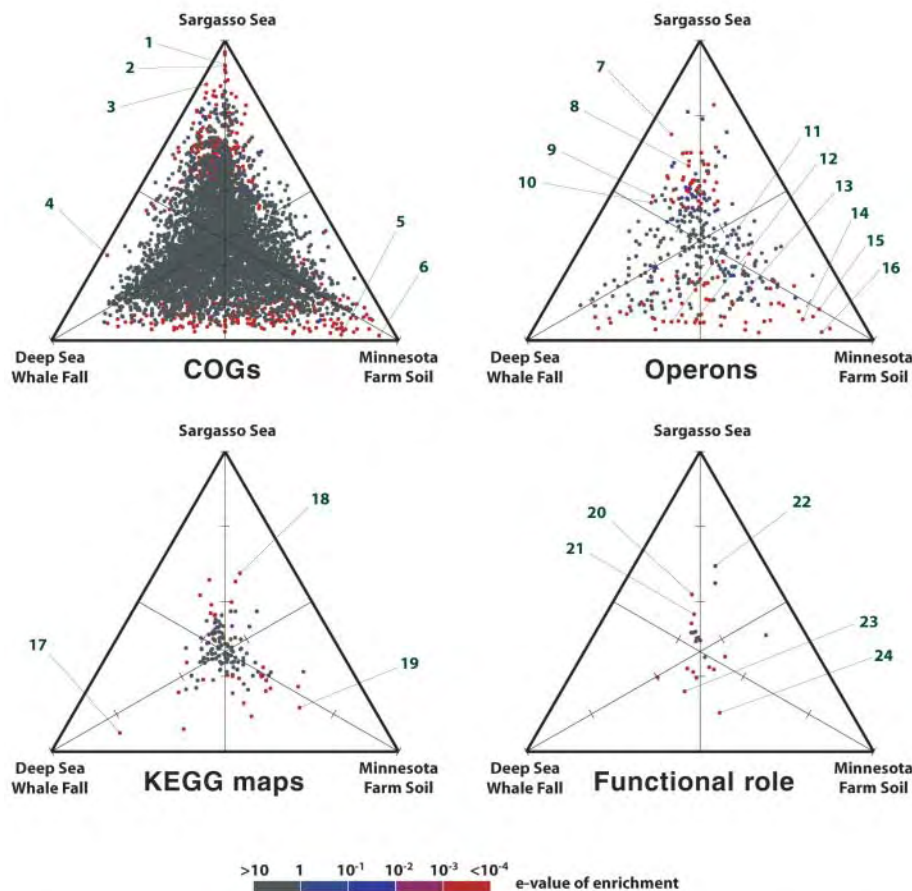 Sargasso Sea
1
2
3
4
5
6
Deep Sea
Whale Fall
COGs
Minnesota
Farm Soil
Sargasso Sea
7
8
9
10
11
12
13
14
15
16
Deep Sea
Whale Fall
Operons
Minnesota
Farm Soil
Sargasso Sea
18
17
19
Deep Sea
Whale Fall
KEGG maps
Minnesota
Farm Soil
Sargasso Sea
20
21
22
23
24
Deep Sea
Whale Fall
Functional role
Minnesota
Farm Soil
>10 1 10⁻¹ 10⁻² 10⁻³ <10⁻⁴
e-value of enrichment